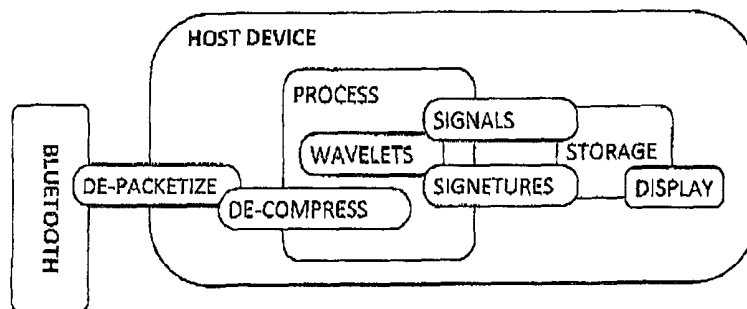 HOST DEVICE
PROCESS
SIGNALS
WAVELETS
STORAGE
BLUETOOTH
DE-PACKETIZE
SIGNETURES
DISPLAY
DE-COMPRESS